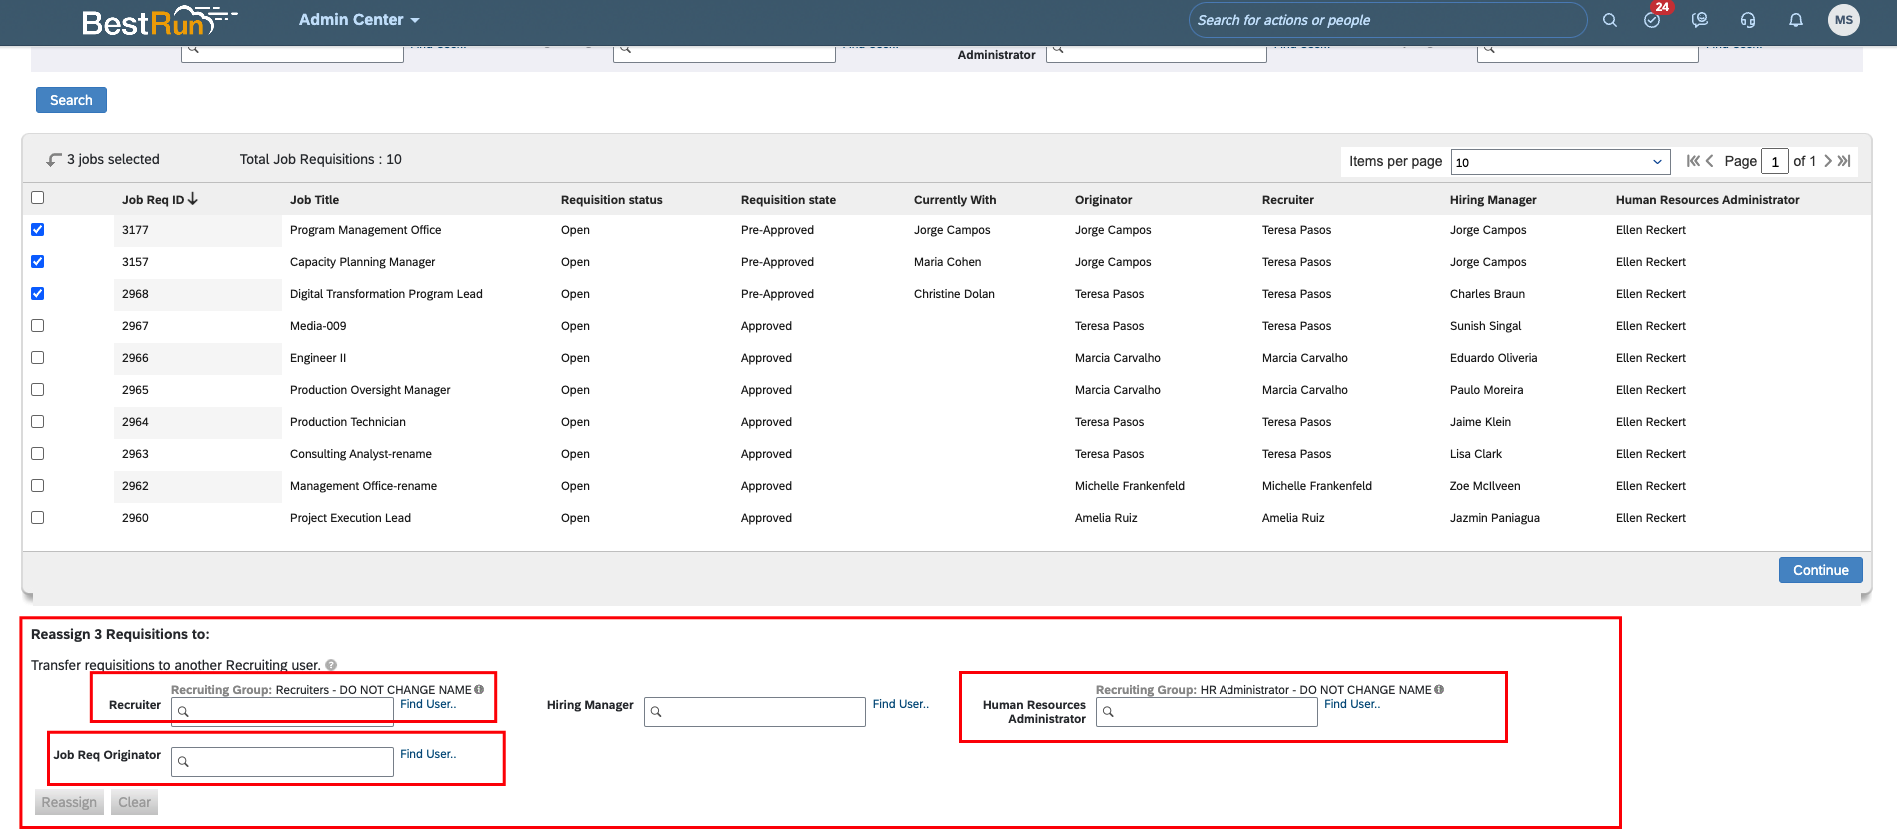 BestRun
Admin Center
Search for actions or people
24
MS
Administrator
Search
3 jobs selected
Total Job Requisitions : 10
Items per page 10
Page 1 of 1
Job Req ID Job Title Requisition status Requisition state Currently With Originator Recruiter Hiring Manager Human Resources Administrator
3177 Program Management Office Open Pre-Approved Jorge Campos Jorge Campos Teresa Pasos Jorge Campos Ellen Reckert
3157 Capacity Planning Manager Open Pre-Approved Maria Cohen Jorge Campos Teresa Pasos Jorge Campos Ellen Reckert
2968 Digital Transformation Program Lead Open Pre-Approved Christine Dolan Teresa Pasos Teresa Pasos Charles Braun Ellen Reckert
2967 Media-009 Open Approved Teresa Pasos Teresa Pasos Sunish Singal Ellen Reckert
2966 Engineer II Open Approved Marcia Carvalho Marcia Carvalho Eduardo Oliveria Ellen Reckert
2965 Production Oversight Manager Open Approved Marcia Carvalho Marcia Carvalho Paulo Moreira Ellen Reckert
2964 Production Technician Open Approved Teresa Pasos Teresa Pasos Jaime Klein Ellen Reckert
2963 Consulting Analyst-rename Open Approved Teresa Pasos Teresa Pasos Lisa Clark Ellen Reckert
2962 Management Office-rename Open Approved Michelle Frankenfeld Michelle Frankenfeld Zoe McIlveen Ellen Reckert
2960 Project Execution Lead Open Approved Amelia Ruiz Amelia Ruiz Jazmin Paniagua Ellen Reckert
Continue
Reassign 3 Requisitions to:
Transfer requisitions to another Recruiting user.
Recruiting Group: Recruiters - DO NOT CHANGE NAME
Recruiter Find User..
Hiring Manager Find User..
Recruiting Group: HR Administrator - DO NOT CHANGE NAME
Human Resources
Administrator
Find User..
Job Req Originator Find User..
Reassign Clear